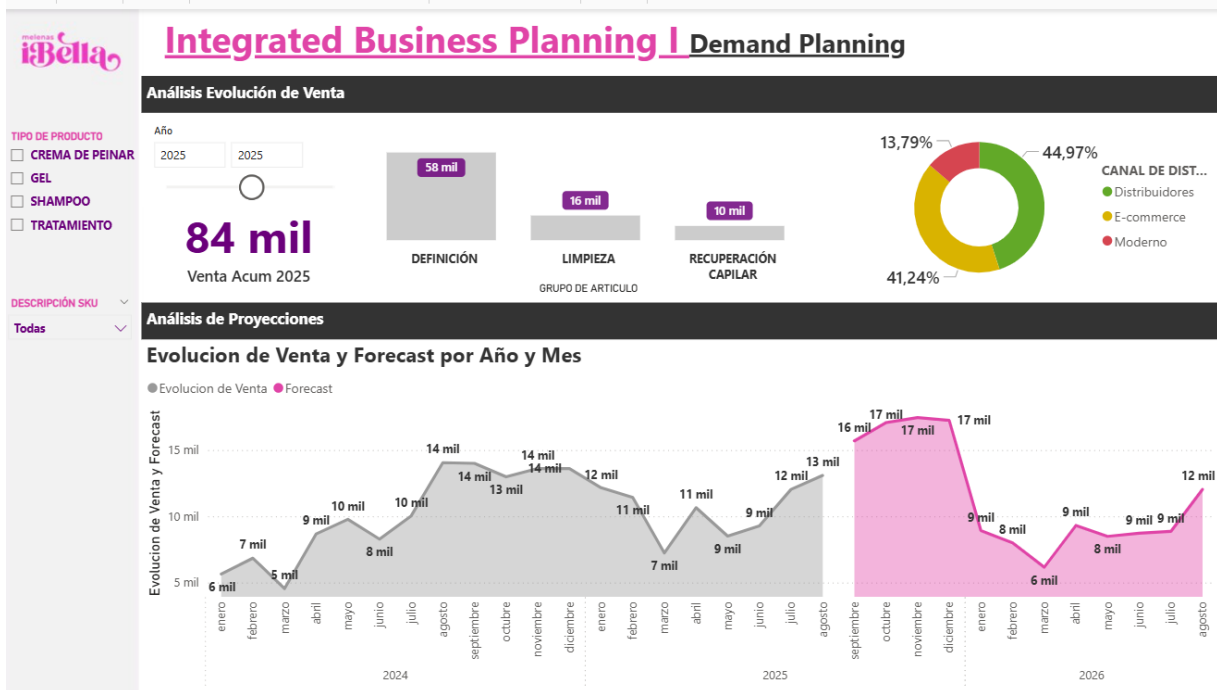 melenas
iBella
Integrated Business Planning I Demand Planning
Análisis Evolución de Venta
TIPO DE PRODUCTO
CREMA DE PEINAR
GEL
SHAMPOO
TRATAMIENTO
DESCRIPCIÓN SKU
Todas
Año
2025 2025
84 mil
Venta Acum 2025
58 mil
16 mil
10 mil
DEFINICIÓN LIMPIEZA RECUPERACIÓN
CAPILAR
GRUPO DE ARTICULO
13,79%
44,97%
41,24%
CANAL DE DIST...
Distribuidores
E-commerce
Moderno
Análisis de Proyecciones
Evolucion de Venta y Forecast por Año y Mes
Evolucion de Venta Forecast
Evolucion de Venta y Forecast
15 mil
10 mil
5 mil
6 mil 7 mil 5 mil 9 mil 10 mil 8 mil 10 mil 14 mil 14 mil 13 mil 14 mil 14 mil 12 mil 11 mil 7 mil 11 mil 9 mil 9 mil 12 mil 13 mil 16 mil 17 mil 17 mil 17 mil 9 mil 8 mil 6 mil 9 mil 8 mil 9 mil 9 mil 12 mil
enero febrero marzo abril mayo junio julio agosto septiembre octubre noviembre diciembre enero febrero marzo abril mayo junio julio agosto septiembre octubre noviembre diciembre enero febrero marzo abril mayo junio julio agosto
2024 2025 2026